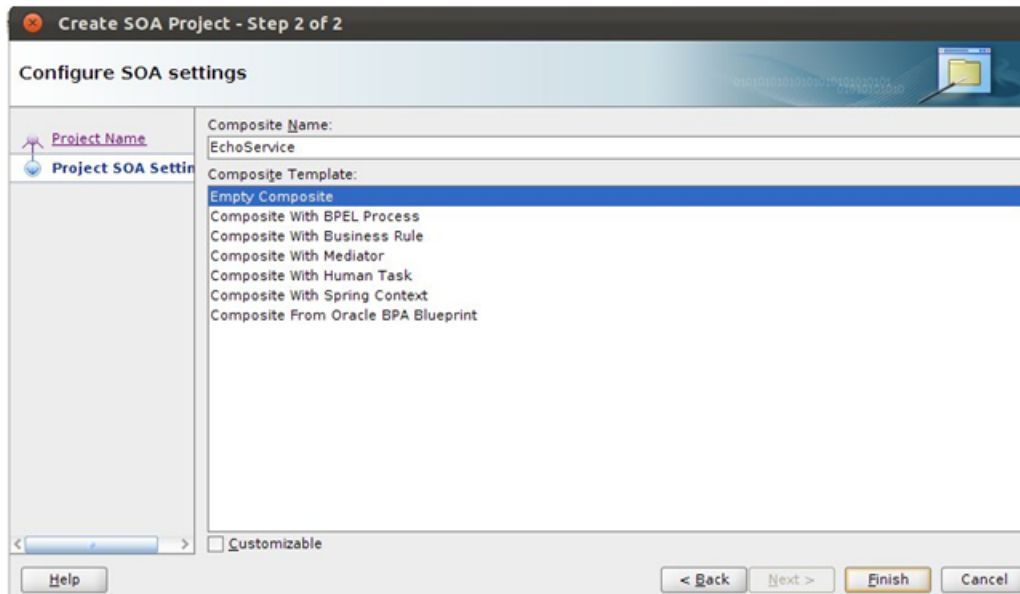 Create SOA Project - Step 2 of 2
Configure SOA settings
Project Name
Project SOA Settin
Composite Name:
EchoService
Composite Template:
Empty Composite
Composite With BPEL Process
Composite With Business Rule
Composite With Mediator
Composite With Human Task
Composite With Spring Context
Composite From Oracle BPA Blueprint
Customizable
Help
< Back
Next >
Finish
Cancel